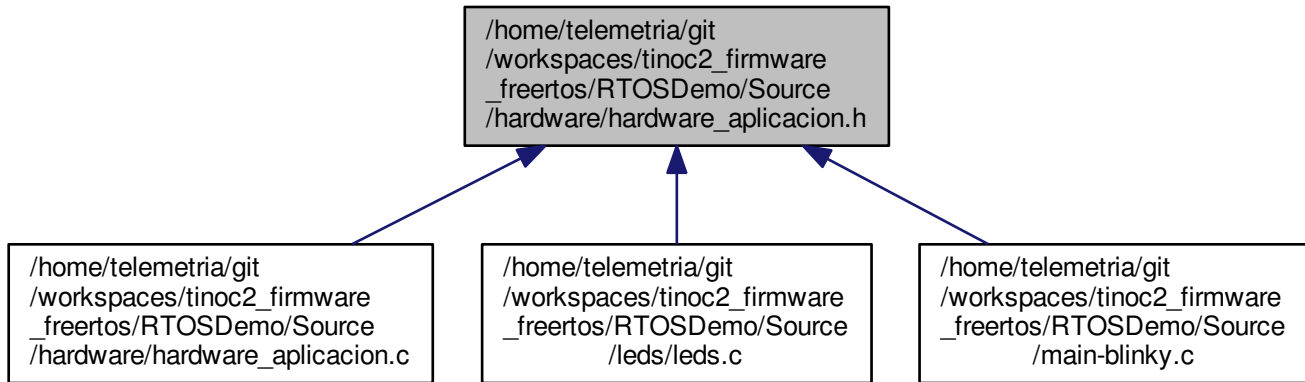 /home/telemetria/git
/workspaces/tinoc2_firmware
_freertos/RTOSDemo/Source
/hardware/hardware_aplicacion.h
/home/telemetria/git
/workspaces/tinoc2_firmware
_freertos/RTOSDemo/Source
/hardware/hardware_aplicacion.c
/home/telemetria/git
/workspaces/tinoc2_firmware
_freertos/RTOSDemo/Source
/leds/leds.c
/home/telemetria/git
/workspaces/tinoc2_firmware
_freertos/RTOSDemo/Source
/main-blinky.c